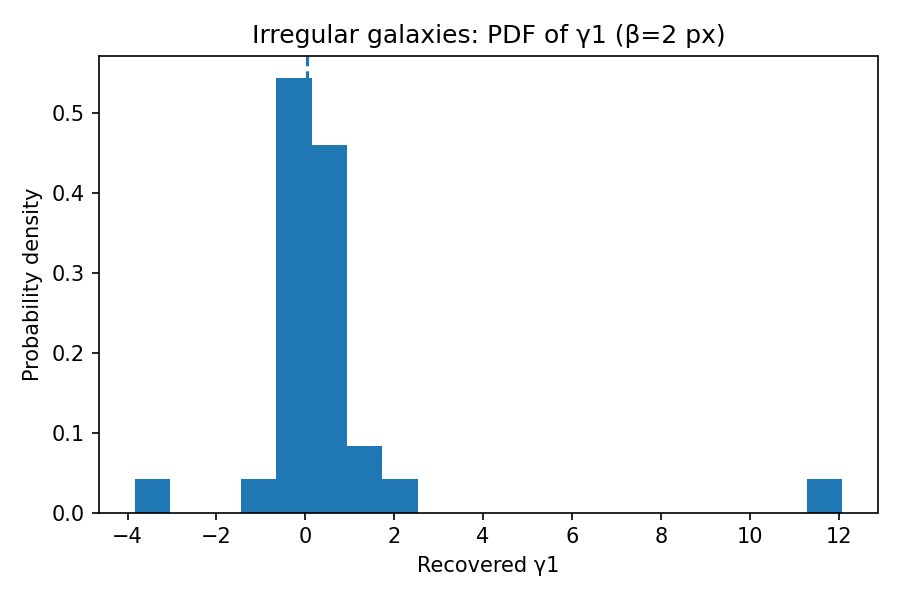 Irregular galaxies: PDF of γ1 (β=2 px)
Probability density
0.5
0.4
0.3
0.2
0.1
0.0
−4 −2 0 2 4 6 8 10 12
Recovered γ1